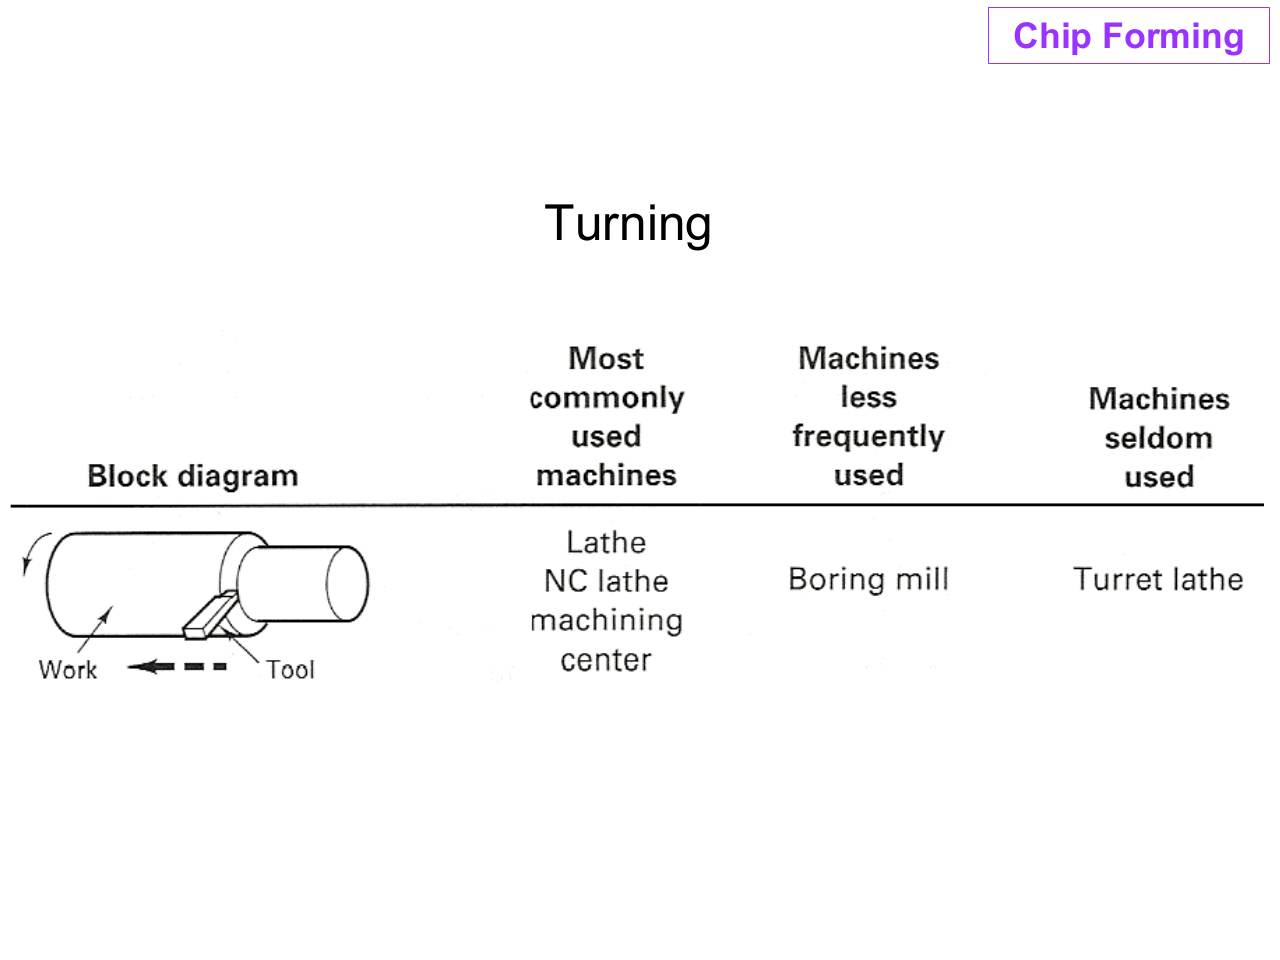 Chip Forming
Turning
Block diagram
Most
commonly
used
machines
Machines
less
frequently
used
Machines
seldom
used
Work
Tool
Lathe
NC lathe
machining
center
Boring mill
Turret lathe